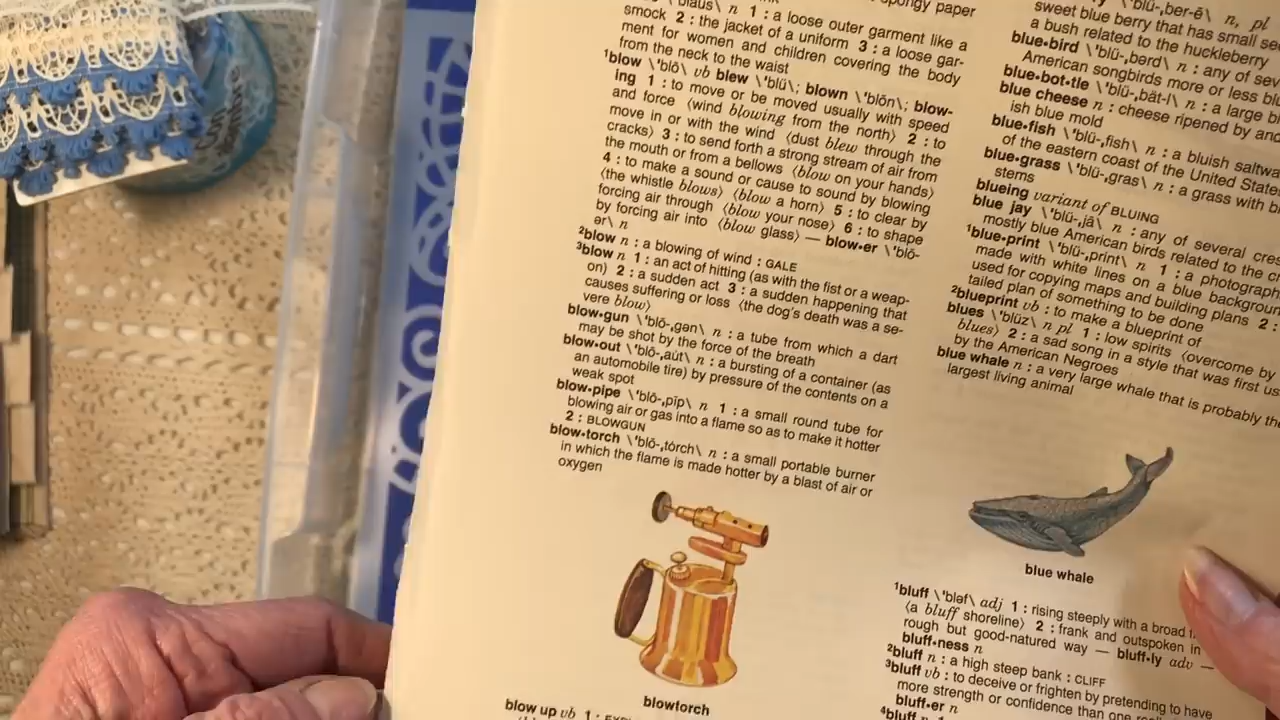 \ˈblau̇s\ n 1 : a loose outer garment like a
smock 2 : the jacket of a uniform 3 : a loose gar-
ment for women and children covering the body
from the neck to the waist
¹blow \ˈblō\ vb blew \ˈblü\; blown \ˈblōn\; blow-
ing 1 : to move or be moved usually with speed
and force ⟨wind blowing from the north⟩ 2 : to
move in or with the wind ⟨dust blew through the
cracks⟩ 3 : to send forth a strong stream of air from
the mouth or from a bellows ⟨blow on your hands⟩
4 : to make a sound or cause to sound by blowing
⟨the whistle blows⟩ ⟨blow a horn⟩ 5 : to clear by
forcing air through ⟨blow your nose⟩ 6 : to shape
by forcing air into ⟨blow glass⟩ — blow•er \ˈblō-
ər\ n
²blow n : a blowing of wind : GALE
³blow n 1 : an act of hitting (as with the fist or a weap-
on) 2 : a sudden act 3 : a sudden happening that
causes suffering or loss ⟨the dog's death was a se-
vere blow⟩
blow•gun \ˈblō-ˌgən\ n : a tube from which a dart
may be shot by the force of the breath
blow•out \ˈblō-ˌau̇t\ n : a bursting of a container (as
an automobile tire) by pressure of the contents on a
weak spot
blow•pipe \ˈblō-ˌpīp\ n 1 : a small round tube for
blowing air or gas into a flame so as to make it hotter
2 : BLOWGUN
blow•torch \ˈblō-ˌtȯrch\ n : a small portable burner
in which the flame is made hotter by a blast of air or
oxygen
blowtorch
blow up vb 1 :
spongy paper
\ˈblü-ˌber-ē\ n, pl
sweet blue berry that has small
a bush related to the huckleberry
blue•bird \ˈblü-ˌbərd\ n : any of
American songbirds more or less
blue•bot•tle \ˈblü-ˌbät-l\ n : a large
blue cheese n : cheese ripened by and
ish blue mold
blue•fish \ˈblü-ˌfish\ n : a bluish
of the eastern coast of the United
blue•grass \ˈblü-ˌgras\ n : a grass with
stems
blueing variant of BLUING
blue jay \ˈblü-ˌjā\ n : any of several
mostly blue American birds related to the
¹blue•print \ˈblü-ˌprint\ n 1 : a
made with white lines on a blue
used for copying maps and building plans 2 :
tailed plan of something to be done
²blueprint vb : to make a blueprint of
blues \ˈblüz\ n pl 1 : low spirits ⟨overcome by
blues⟩ 2 : a sad song in a style that was first
by the American Negroes
blue whale n : a very large whale that is probably the
largest living animal
blue whale
¹bluff \ˈbləf\ adj 1 : rising steeply with a broad
⟨a bluff shoreline⟩ 2 : frank and outspoken in
rough but good-natured way — bluff•ly adv —
bluff•ness n
²bluff n : a high steep bank : CLIFF
³bluff vb : to deceive or frighten by pretending to have
more strength or confidence than one
bluff•er n
⁴bluff n